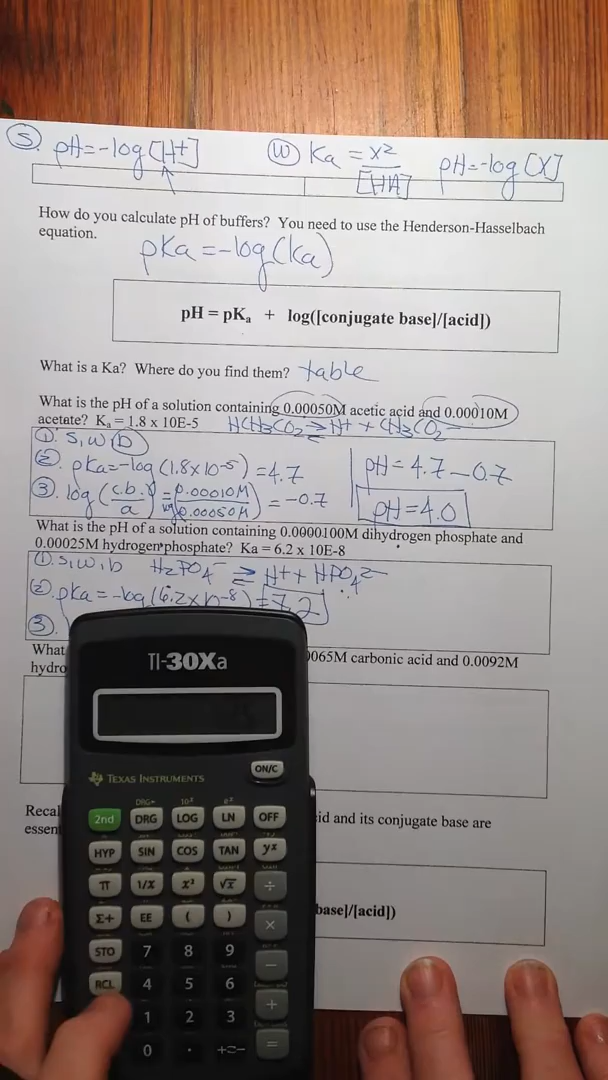 S. pH=-log[H+] W Ka = x²/[HA] pH=-log[x]
How do you calculate pH of buffers? You need to use the Henderson-Hasselbach
equation.
pKa=-log(Ka)
pH = pKₐ + log([conjugate base]/[acid])
What is a Ka? Where do you find them? table
What is the pH of a solution containing 0.00050M acetic acid and 0.00010M
acetate? Kₐ = 1.8 x 10E-5 HCH₃CO₂ ⇌ H+ + CH₃CO₂⁻
① S, W, b
② pKa=-log(1.8x10⁻⁵)=4.7
③ log(c.b./a)= log(0.00010M/0.00050M) = -0.7
pH= 4.7-0.7
pH=4.0
What is the pH of a solution containing 0.0000100M dihydrogen phosphate and
0.00025M hydrogen phosphate? Ka = 6.2 x 10E-8
① S, W, b H₂PO₄⁻ ⇌ H+ + HPO₄²⁻
② pKa = -log(6.2x10⁻⁸)=7.2
③
What 0065M carbonic acid and 0.0092M
hydro
TI-30Xa
TEXAS INSTRUMENTS
ON/C
DRG▸ 10ˣ eˣ
2nd DRG LOG LN OFF
HYP SIN COS TAN yˣ
π 1/x x² √x ÷
Σ+ EE ( ) ×
STO 7 8 9 −
RCL 4 5 6 +
1 2 3
0 . =
Recal id and its conjugate base are
essen
base]/[acid])